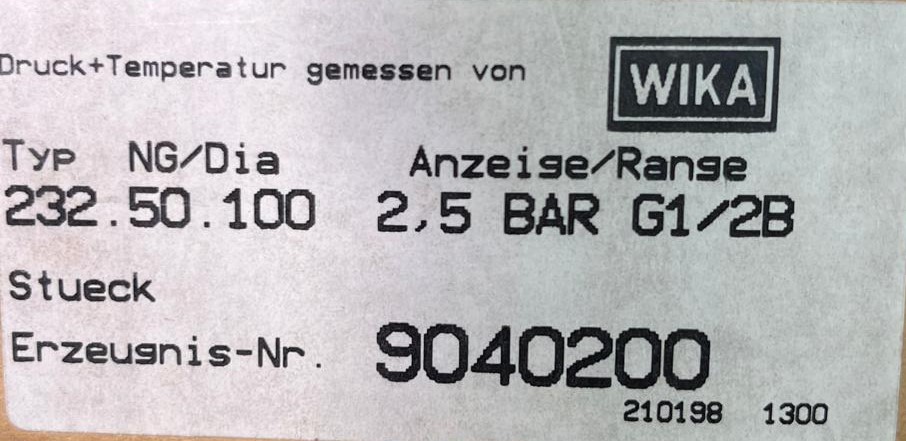 Druck+Temperatur gemessen von WIKA
Typ NG/Dia Anzeige/Range
232.50.100 2,5 BAR G1/2B
Stueck
Erzeugnis-Nr. 9040200
210198 1300